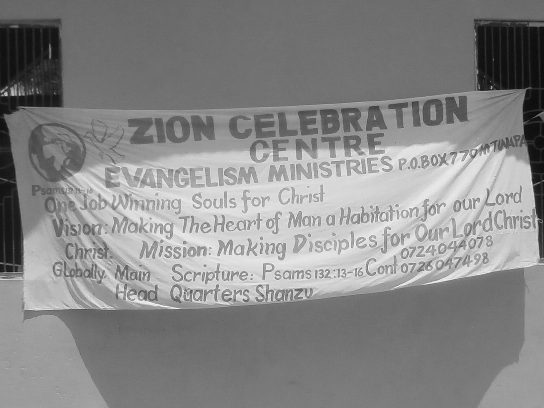 ZION CELEBRATION
CENTRE
EVANGELISM MINISTRIES P.O.BOX 770 MTWAPA
One Job Winning Souls for Christ
Vision: Making The Heart of Man a Habitation for our Lord
Christ. Mission: Making Disciples for Our Lord Christ
Globally. Main Scripture: Psams 132:13-16 Cont 0724044078
0726047498
Head Quarters Shanzu